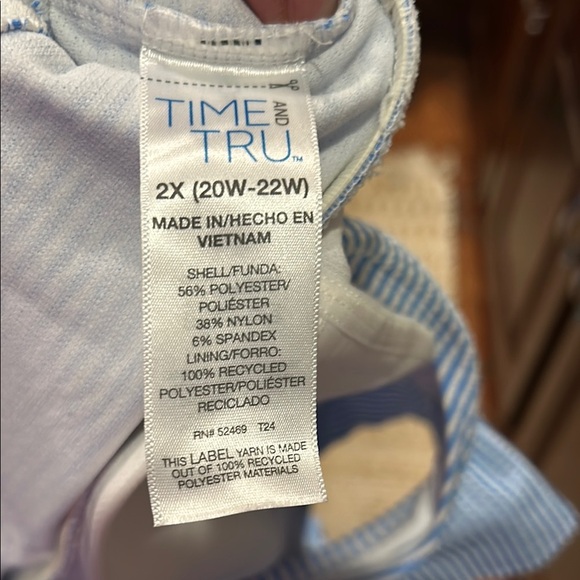 TIME AND
TRU™
2X (20W-22W)
MADE IN/HECHO EN
VIETNAM
SHELL/FUNDA:
56% POLYESTER/
POLIÉSTER
38% NYLON
6% SPANDEX
LINING/FORRO:
100% RECYCLED
POLYESTER/POLIÉSTER
RECICLADO
RN# 52469 T24
THIS LABEL YARN IS MADE
OUT OF 100% RECYCLED
POLYESTER MATERIALS